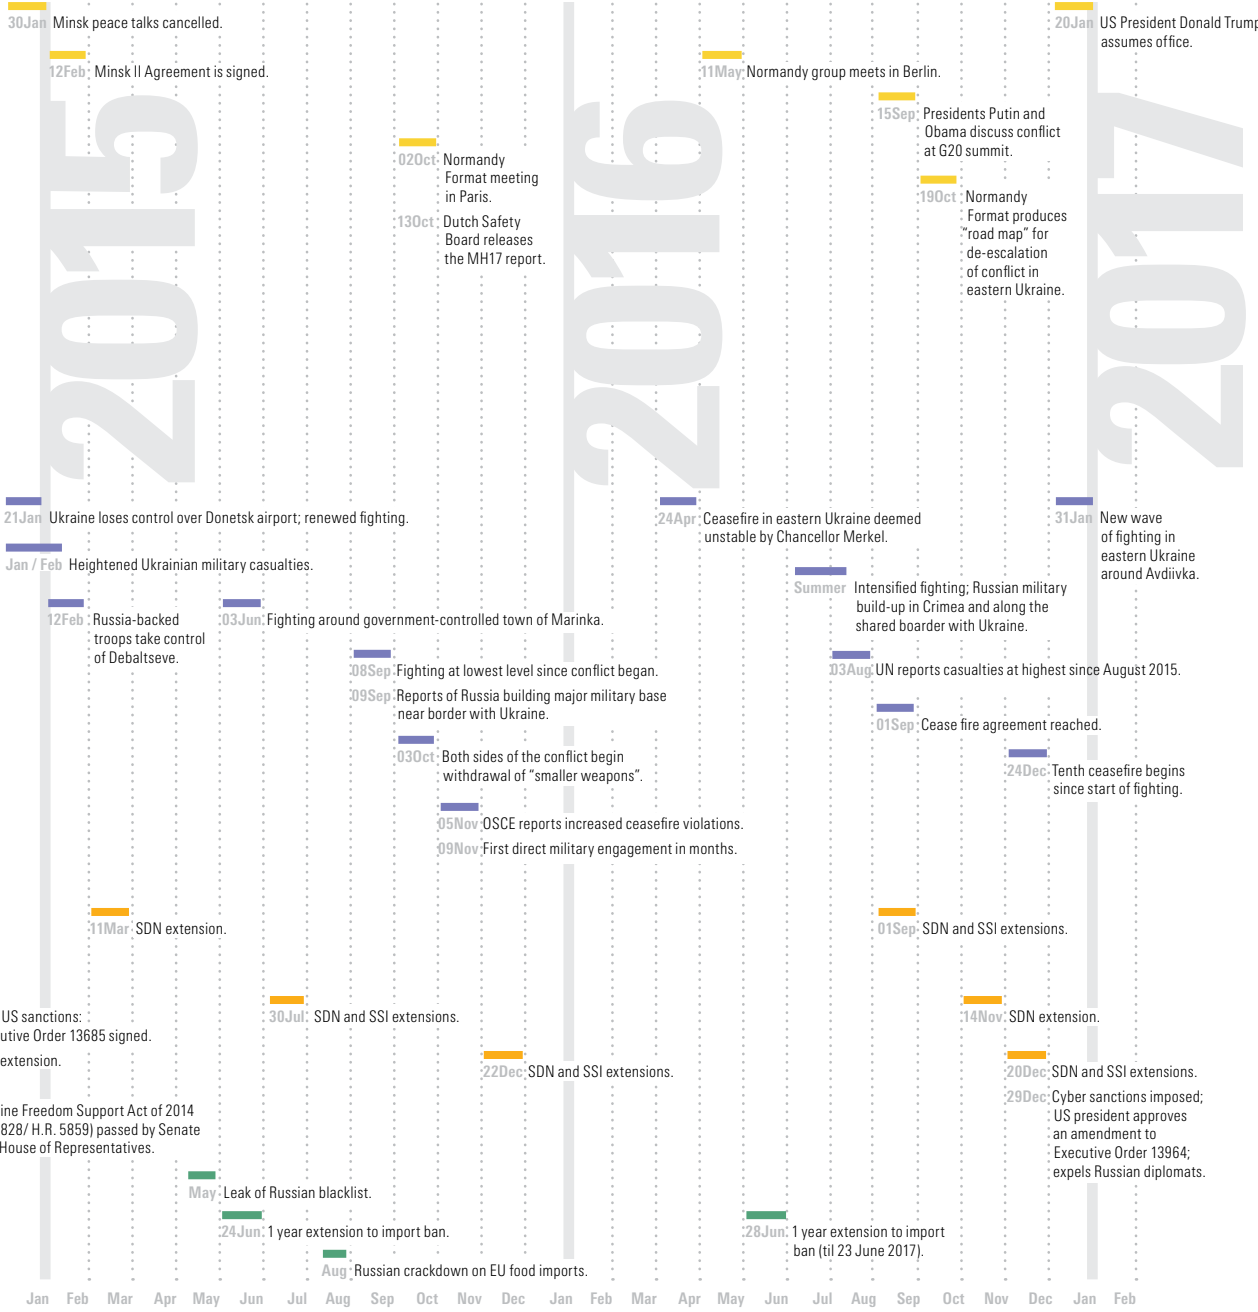 30Jan Minsk peace talks cancelled.
12Feb Minsk II Agreement is signed.
02Oct Normandy
Format meeting
in Paris.
13Oct Dutch Safety
Board releases
the MH17 report.
11May Normandy group meets in Berlin.
15Sep Presidents Putin and
Obama discuss conflict
at G20 summit.
19Oct Normandy
Format produces
"road map" for
de-escalation
of conflict in
eastern Ukraine.
20Jan US President Donald Trump
assumes office.
2015
2016
2017
21Jan Ukraine loses control over Donetsk airport; renewed fighting.
Jan / Feb Heightened Ukrainian military casualties.
12Feb Russia-backed
troops take control
of Debaltseve.
03Jun Fighting around government-controlled town of Marinka.
08Sep Fighting at lowest level since conflict began.
09Sep Reports of Russia building major military base
near border with Ukraine.
03Oct Both sides of the conflict begin
withdrawal of "smaller weapons".
05Nov OSCE reports increased ceasefire violations.
09Nov First direct military engagement in months.
24Apr Ceasefire in eastern Ukraine deemed
unstable by Chancellor Merkel.
Summer Intensified fighting; Russian military
build-up in Crimea and along the
shared boarder with Ukraine.
03Aug UN reports casualties at highest since August 2015.
01Sep Cease fire agreement reached.
24Dec Tenth ceasefire begins
since start of fighting.
31Jan New wave
of fighting in
eastern Ukraine
around Avdiivka.
11Mar SDN extension.
01Sep SDN and SSI extensions.
US sanctions:
utive Order 13685 signed.
extension.
30Jul SDN and SSI extensions.
14Nov SDN extension.
22Dec SDN and SSI extensions.
20Dec SDN and SSI extensions.
29Dec Cyber sanctions imposed;
US president approves
an amendment to
Executive Order 13964;
expels Russian diplomats.
ine Freedom Support Act of 2014
828/ H.R. 5859) passed by Senate
House of Representatives.
May Leak of Russian blacklist.
24Jun 1 year extension to import ban.
28Jun 1 year extension to import
ban (til 23 June 2017).
Aug Russian crackdown on EU food imports.
Jan Feb Mar Apr May Jun Jul Aug Sep Oct Nov Dec Jan Feb Mar Apr May Jun Jul Aug Sep Oct Nov Dec Jan Feb